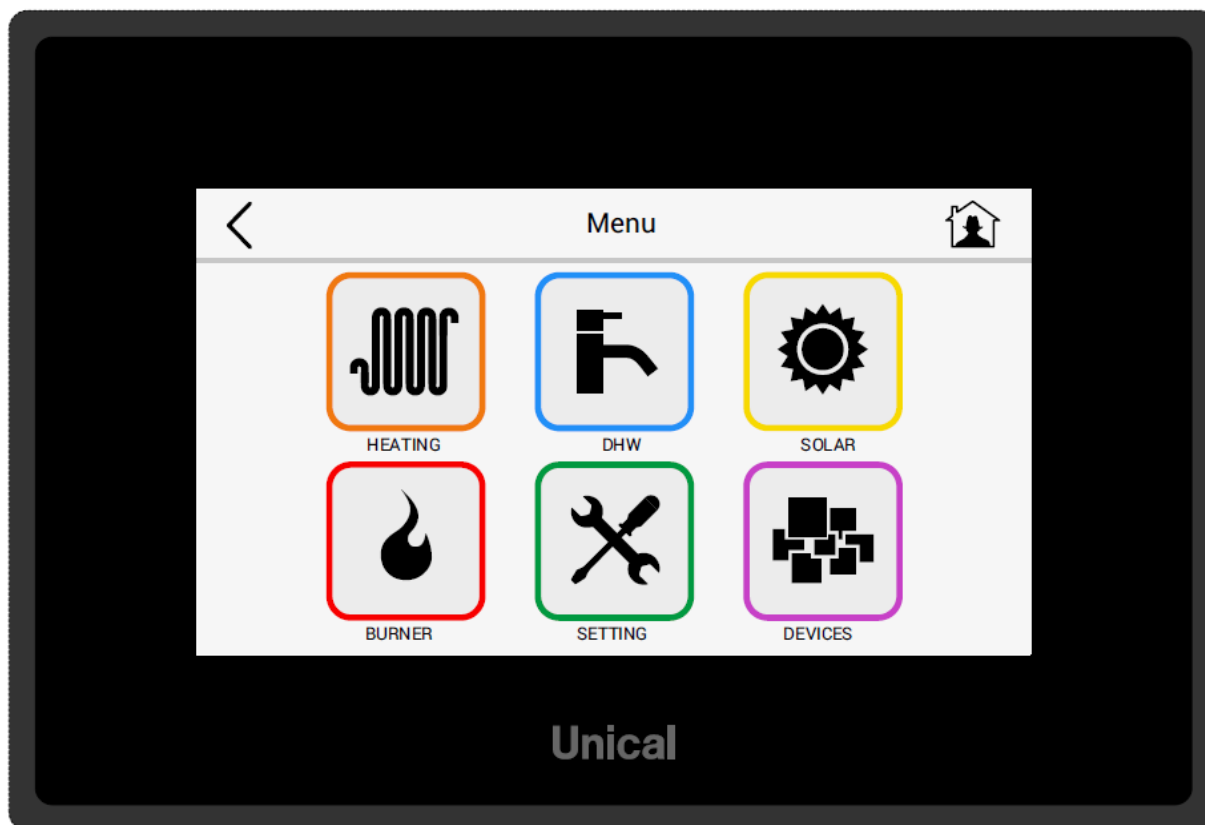 Menu
HEATING
DHW
SOLAR
BURNER
SETTING
DEVICES
Unical